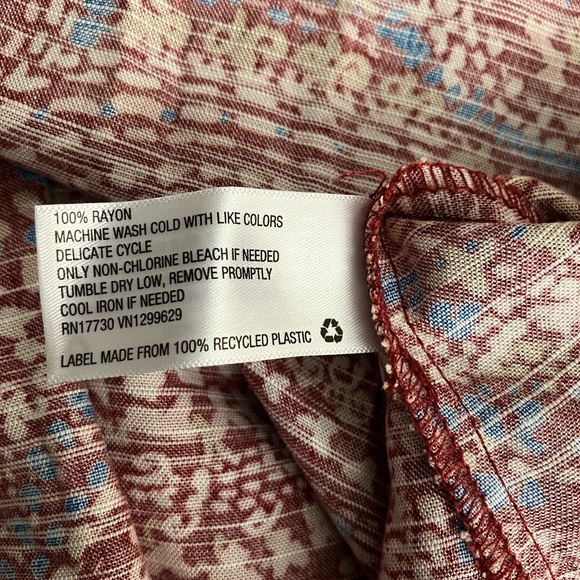 100% RAYON
MACHINE WASH COLD WITH LIKE COLORS
DELICATE CYCLE
ONLY NON-CHLORINE BLEACH IF NEEDED
TUMBLE DRY LOW, REMOVE PROMPTLY
COOL IRON IF NEEDED
RN17730 VN1299629
LABEL MADE FROM 100% RECYCLED PLASTIC